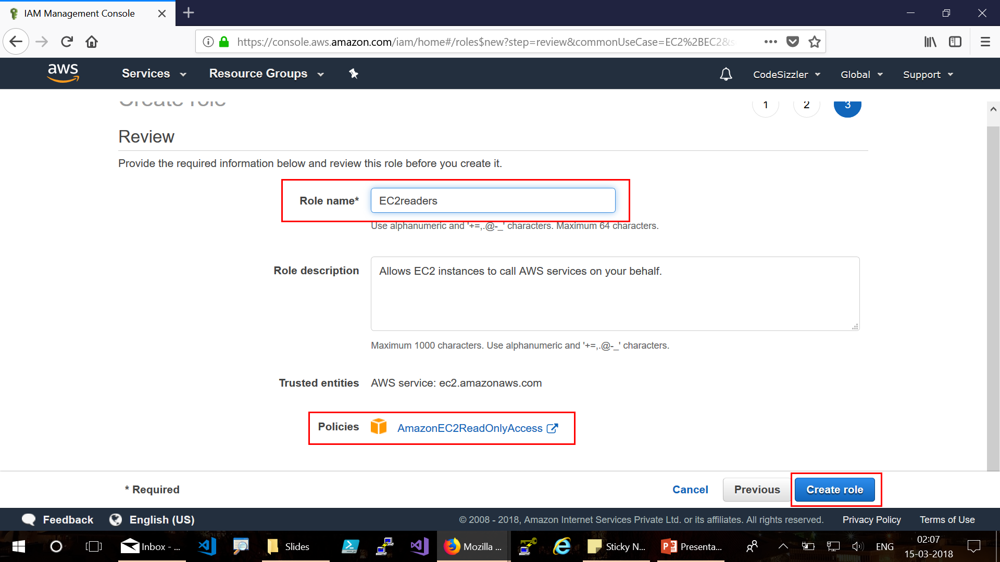 IAM Management Console
https://console.aws.amazon.com/iam/home#/roles$new?step=review&commonUseCase=EC2%2BEC2&s
aws Services Resource Groups CodeSizzler Global Support
Create role 1 2 3
Review
Provide the required information below and review this role before you create it.
Role name* EC2readers
Use alphanumeric and '+=,.@-_' characters. Maximum 64 characters.
Role description Allows EC2 instances to call AWS services on your behalf.
Maximum 1000 characters. Use alphanumeric and '+=,.@-_' characters.
Trusted entities AWS service: ec2.amazonaws.com
Policies AmazonEC2ReadOnlyAccess
* Required Cancel Previous Create role
Feedback English (US) © 2008 - 2018, Amazon Internet Services Private Ltd. or its affiliates. All rights reserved. Privacy Policy Terms of Use
Inbox - ... Slides Mozilla ... Sticky N... Presenta... ENG 02:07
15-03-2018